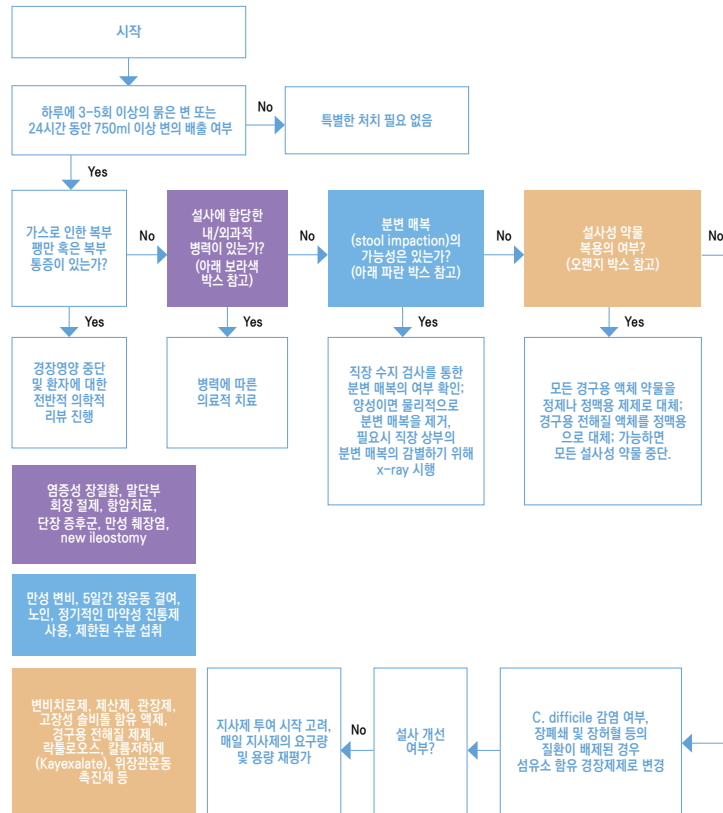 시작
하루에 3-5회 이상의 묽은 변 또는
24시간 동안 750ml 이상 변의 배출 여부
No
특별한 처치 필요 없음
Yes
가스로 인한 복부
팽만 혹은 복부
통증이 있는가?
No
설사에 합당한
내/외과적
병력이 있는가?
(아래 보라색
박스 참고)
No
분변 매복
(stool impaction)의
가능성은 있는가?
(아래 파란 박스 참고)
No
설사성 약물
복용의 여부?
(오랜지 박스 참고)
No
Yes
Yes
Yes
Yes
경장영양 중단
및 환자에 대한
전반적 의학적
리뷰 진행
병력에 따른
의료적 치료
직장 수지 검사를 통한
분변 매복의 여부 확인;
양성이면 물리적으로
분변 매복을 제거,
필요시 직장 상부의
분변 매복의 감별하기 위해
x-ray 시행
모든 경구용 액체 약물을
정제나 정맥용 제제로 대체;
경구용 전해질 액체를 정맥용
으로 대체; 가능하면
모든 설사성 약물 중단.
염증성 장질환, 말단부
회장 절제, 항암치료,
단장 증후군, 만성 췌장염,
new ileostomy
만성 변비, 5일간 장운동 결여,
노인, 정기적인 마약성 진통제
사용, 제한된 수분 섭취
변비치료제, 제산제, 관장제,
고장성 솔비톨 함유 액제,
경구용 전해질 제제,
락툴로오스, 칼륨저하제
(Kayexalate), 위장관운동
촉진제 등
지사제 투여 시작 고려,
매일 지사제의 요구량
및 용량 재평가
No
설사 개선
여부?
C. difficile 감염 여부,
장폐쇄 및 장허혈 등의
질환이 배제된 경우
섬유소 함유 경장제제로 변경